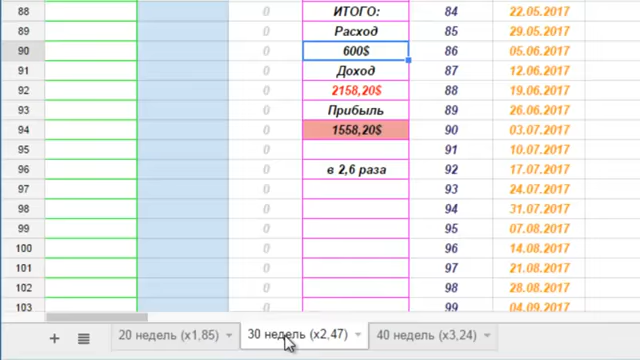 88 0 ИТОГО: 84 22.05.2017
89 0 Расход 85 29.05.2017
90 0 600$ 86 05.06.2017
91 0 Доход 87 12.06.2017
92 0 2158,20$ 88 19.06.2017
93 0 Прибыль 89 26.06.2017
94 0 1558,20$ 90 03.07.2017
95 0 91 10.07.2017
96 0 в 2,6 раза 92 17.07.2017
97 0 93 24.07.2017
98 0 94 31.07.2017
99 0 95 07.08.2017
100 0 96 14.08.2017
101 0 97 21.08.2017
102 0 98 28.08.2017
103 0 99 04.09.2017
20 недель (x1,85) 30 недель (x2,47) 40 недель (x3,24)